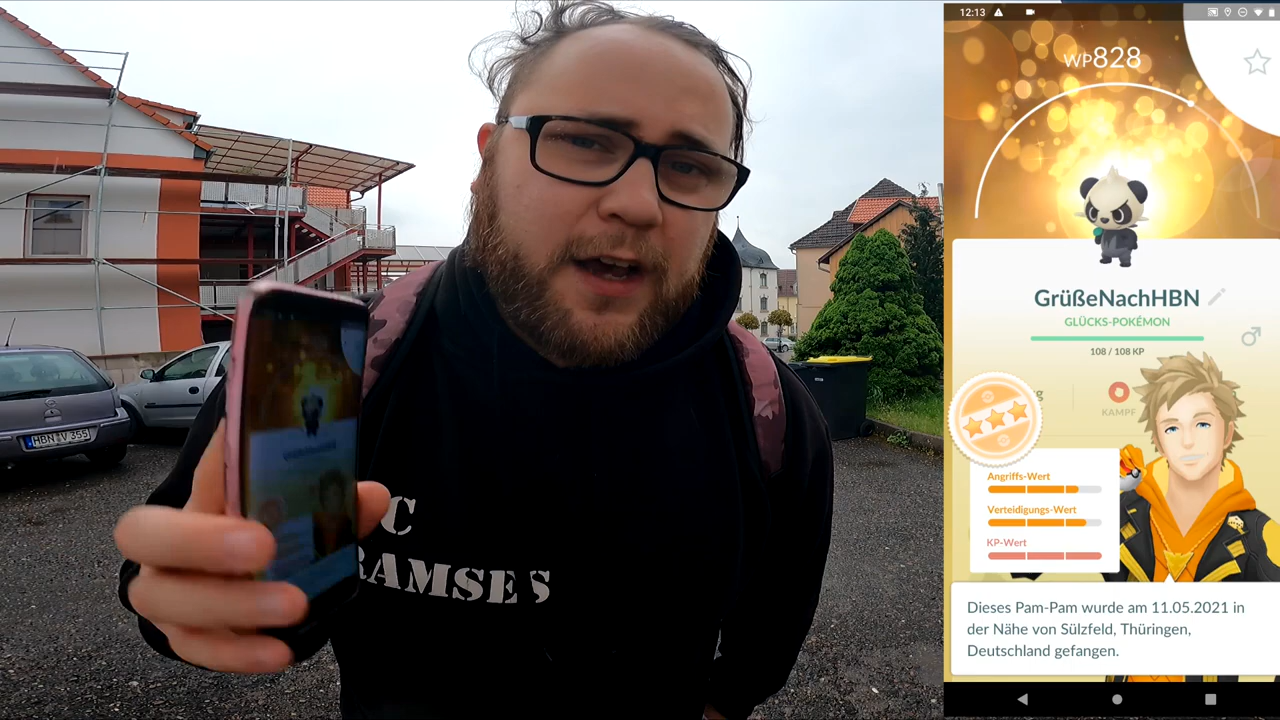 12:13
WP828
GrüßeNachHBN
GLÜCKS-POKÉMON
108 / 108 KP
KAMPF
Angriffs-Wert
Verteidigungs-Wert
KP-Wert
Dieses Pam-Pam wurde am 11.05.2021 in
der Nähe von Sülzfeld, Thüringen,
Deutschland gefangen.
HBN V 355
C
RAMSES